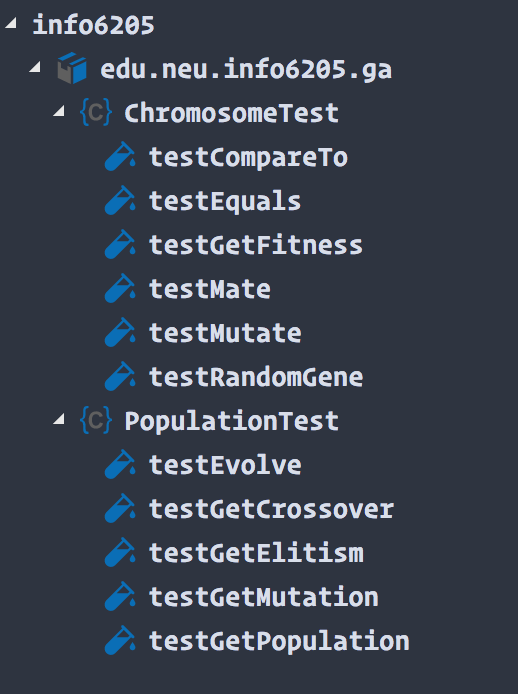 info6205
edu.neu.info6205.ga
{C} ChromosomeTest
testCompareTo
testEquals
testGetFitness
testMate
testMutate
testRandomGene
{C} PopulationTest
testEvolve
testGetCrossover
testGetElitism
testGetMutation
testGetPopulation